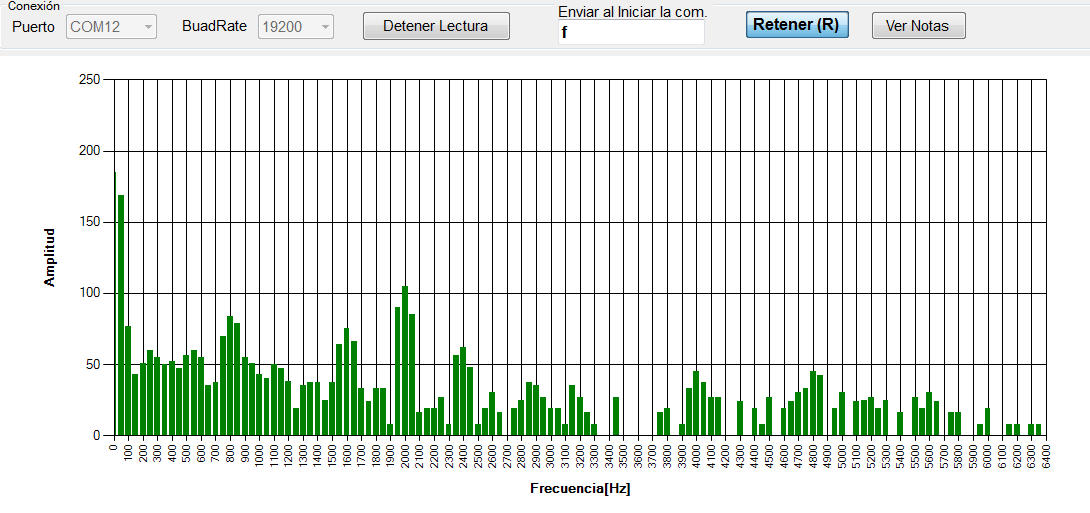 Conexión
Puerto COM12 BuadRate 19200 Detener Lectura Enviar al Iniciar la com. Retener (R) Ver Notas
f
250
200
150
100
50
0
Amplitud
0 100 200 300 400 500 600 700 800 900 1000 1100 1200 1300 1400 1500 1600 1700 1800 1900 2000 2100 2200 2300 2400 2500 2600 2700 2800 2900 3000 3100 3200 3300 3400 3500 3600 3700 3800 3900 4000 4100 4200 4300 4400 4500 4600 4700 4800 4900 5000 5100 5200 5300 5400 5500 5600 5700 5800 5900 6000 6100 6200 6300 6400
Frecuencia[Hz]